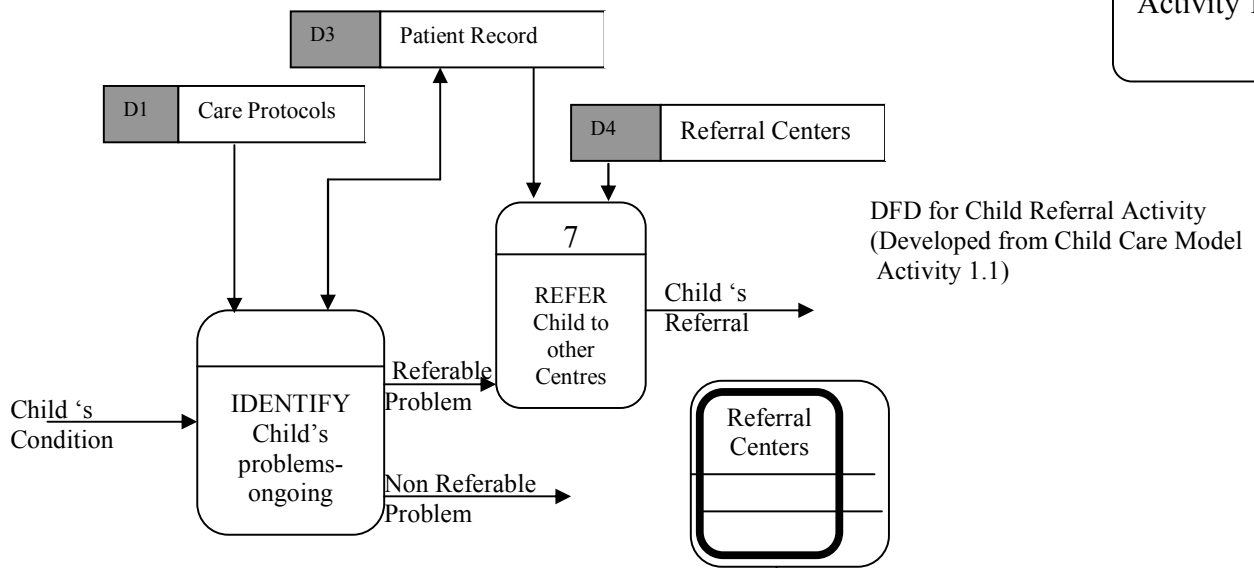 Activity 1
D3 Patient Record
D1 Care Protocols
D4 Referral Centers
DFD for Child Referral Activity
(Developed from Child Care Model
Activity 1.1)
7
REFER
Child to
other
Centres
Child ‘s
Referral
Referable
Problem
IDENTIFY
Child’s
problems-
ongoing
Child ‘s
Condition
Non Referable
Problem
Referral
Centers